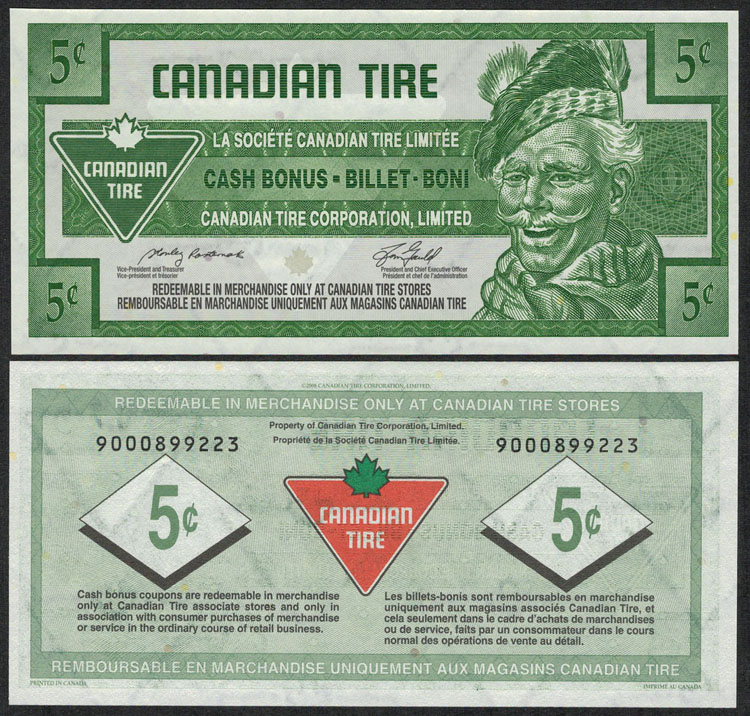 5¢
5¢
CANADIAN TIRE
LA SOCIÉTÉ CANADIAN TIRE LIMITÉE
CANADIAN
TIRE
CASH BONUS - BILLET - BONI
CANADIAN TIRE CORPORATION, LIMITED
Vice-President and Treasurer
Vice-président et trésorier
President and Chief Executive Officer
Président et chef de l'administration
5¢
5¢
REDEEMABLE IN MERCHANDISE ONLY AT CANADIAN TIRE STORES
REMBOURSABLE EN MARCHANDISE UNIQUEMENT AUX MAGASINS CANADIAN TIRE
©2006 CANADIAN TIRE CORPORATION, LIMITED.
REDEEMABLE IN MERCHANDISE ONLY AT CANADIAN TIRE STORES
Property of Canadian Tire Corporation, Limited.
Propriété de la Société Canadian Tire Limitée.
9000899223
9000899223
5¢
CANADIAN
TIRE
5¢
Cash bonus coupons are redeemable in merchandise
only at Canadian Tire associate stores and only in
association with consumer purchases of merchandise
or service in the ordinary course of retail business.
Les billets-bonis sont remboursables en marchandise
uniquement aux magasins associés Canadian Tire, et
cela seulement dans le cadre d'achats de marchandises
ou de service, faits par un consommateur dans le cours
normal des opérations de vente au détail.
REMBOURSABLE EN MARCHANDISE UNIQUEMENT AUX MAGASINS CANADIAN TIRE
PRINTED IN CANADA
IMPRIMÉ AU CANADA